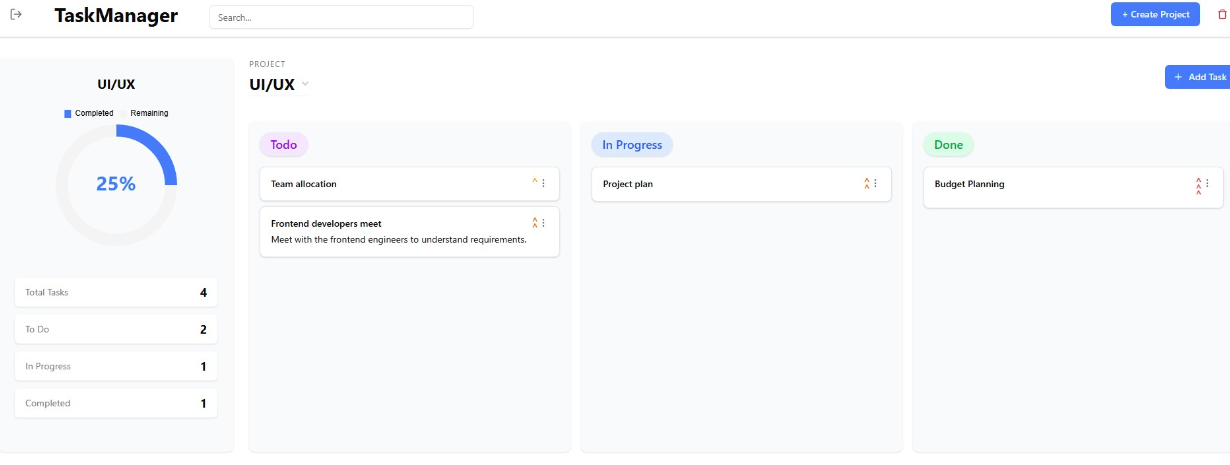 TaskManager
Search...
+ Create Project
UI/UX
Completed
Remaining
25%
Total Tasks 4
To Do 2
In Progress 1
Completed 1
PROJECT
UI/UX
+ Add Task
Todo
Team allocation
Frontend developers meet
Meet with the frontend engineers to understand requirements.
In Progress
Project plan
Done
Budget Planning